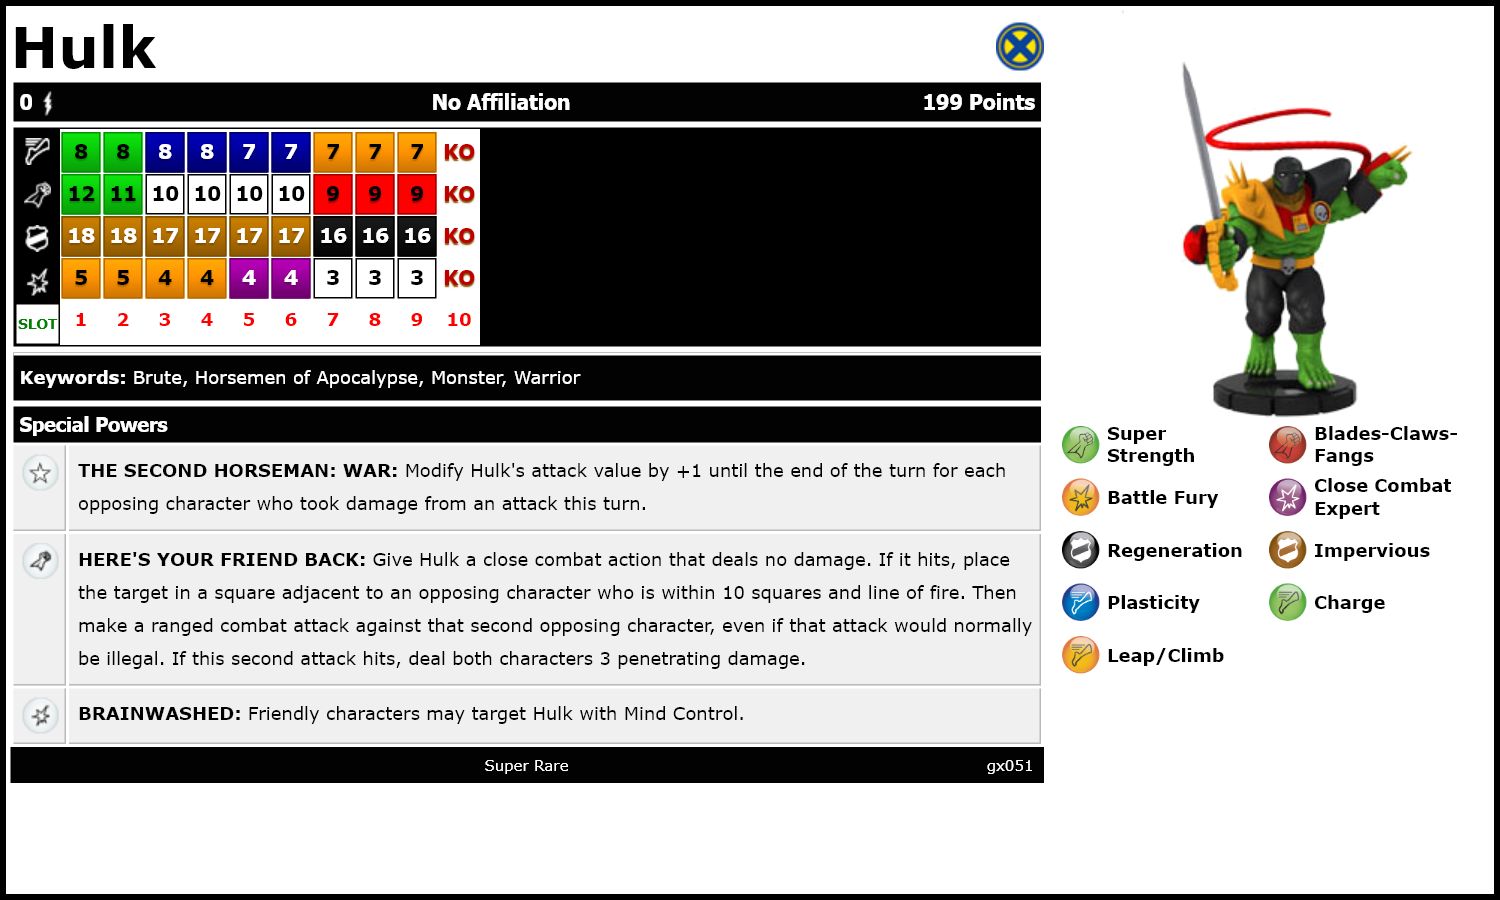 Hulk
0 No Affiliation 199 Points
8 8 8 8 7 7 7 7 7 KO
12 11 10 10 10 10 9 9 9 KO
18 18 17 17 17 17 16 16 16 KO
5 5 4 4 4 4 3 3 3 KO
SLOT 1 2 3 4 5 6 7 8 9 10
Keywords: Brute, Horsemen of Apocalypse, Monster, Warrior
Special Powers
THE SECOND HORSEMAN: WAR: Modify Hulk's attack value by +1 until the end of the turn for each
opposing character who took damage from an attack this turn.
HERE'S YOUR FRIEND BACK: Give Hulk a close combat action that deals no damage. If it hits, place
the target in a square adjacent to an opposing character who is within 10 squares and line of fire. Then
make a ranged combat attack against that second opposing character, even if that attack would normally
be illegal. If this second attack hits, deal both characters 3 penetrating damage.
BRAINWASHED: Friendly characters may target Hulk with Mind Control.
Super Rare gx051
Super
Strength
Blades-Claws-
Fangs
Battle Fury
Close Combat
Expert
Regeneration
Impervious
Plasticity
Charge
Leap/Climb